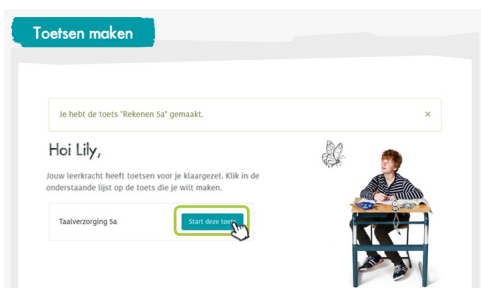 Toetsen maken
Je hebt de toets "Rekenen 5a" gemaakt.
×
Hoi Lily,
Jouw leerkracht heeft toetsen voor je klaargezet. Klik in de
onderstaande lijst op de toets die je wilt maken.
Taalverzorging 5a
Start deze toets